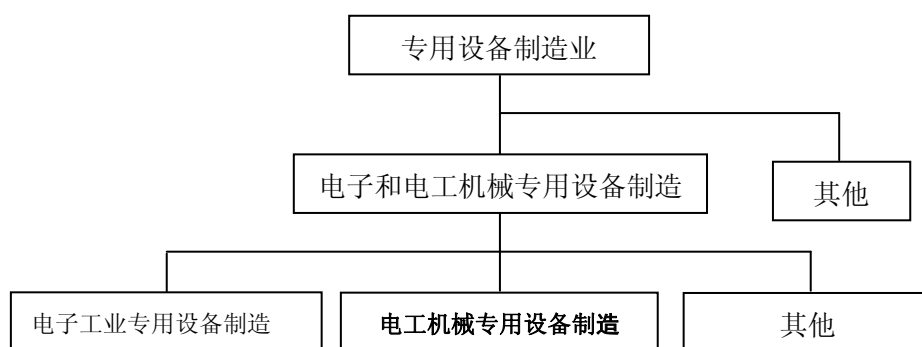 专用设备制造业
电子和电工机械专用设备制造
其他
电子工业专用设备制造
电工机械专用设备制造
其他